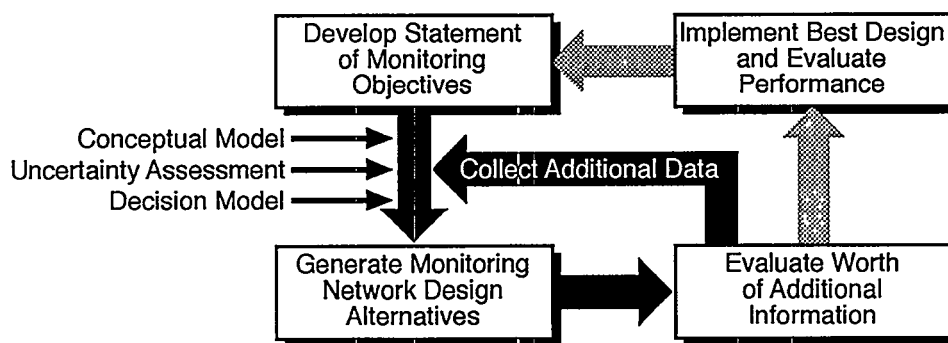 Develop Statement
of Monitoring
Objectives
Implement Best Design
and Evaluate
Performance
Conceptual Model
Uncertainty Assessment
Decision Model
Collect Additional Data
Generate Monitoring
Network Design
Alternatives
Evaluate Worth
of Additional
Information